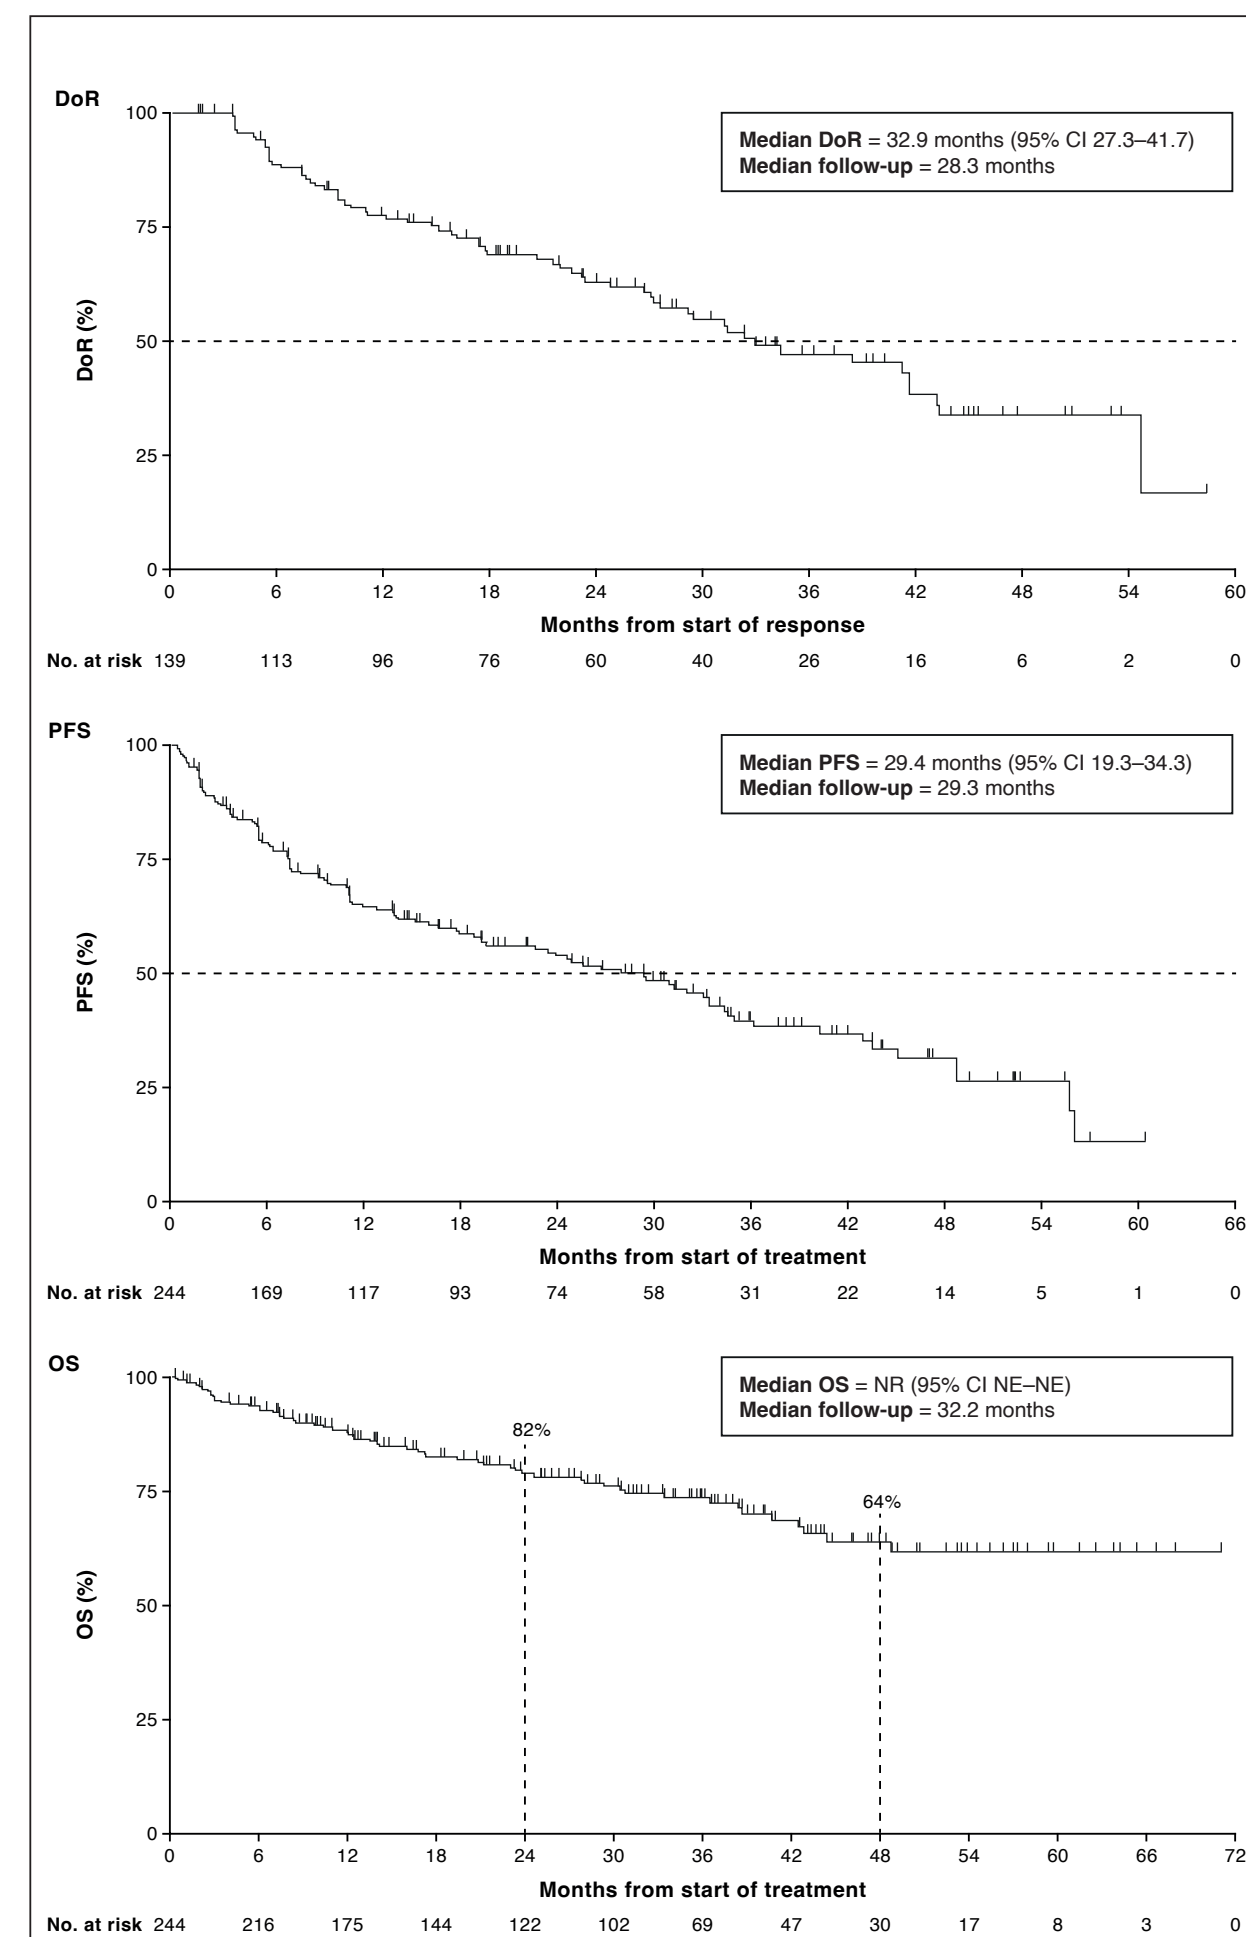 DoR
Median DoR = 32.9 months (95% CI 27.3–41.7)
Median follow-up = 28.3 months
100
75
50
25
0
DoR (%)
0 6 12 18 24 30 36 42 48 54 60
Months from start of response
No. at risk 139 113 96 76 60 40 26 16 6 2 0
PFS
Median PFS = 29.4 months (95% CI 19.3–34.3)
Median follow-up = 29.3 months
100
75
50
25
0
PFS (%)
0 6 12 18 24 30 36 42 48 54 60 66
Months from start of treatment
No. at risk 244 169 117 93 74 58 31 22 14 5 1 0
OS
Median OS = NR (95% CI NE–NE)
Median follow-up = 32.2 months
82%
64%
100
75
50
25
0
OS (%)
0 6 12 18 24 30 36 42 48 54 60 66 72
Months from start of treatment
No. at risk 244 216 175 144 122 102 69 47 30 17 8 3 0